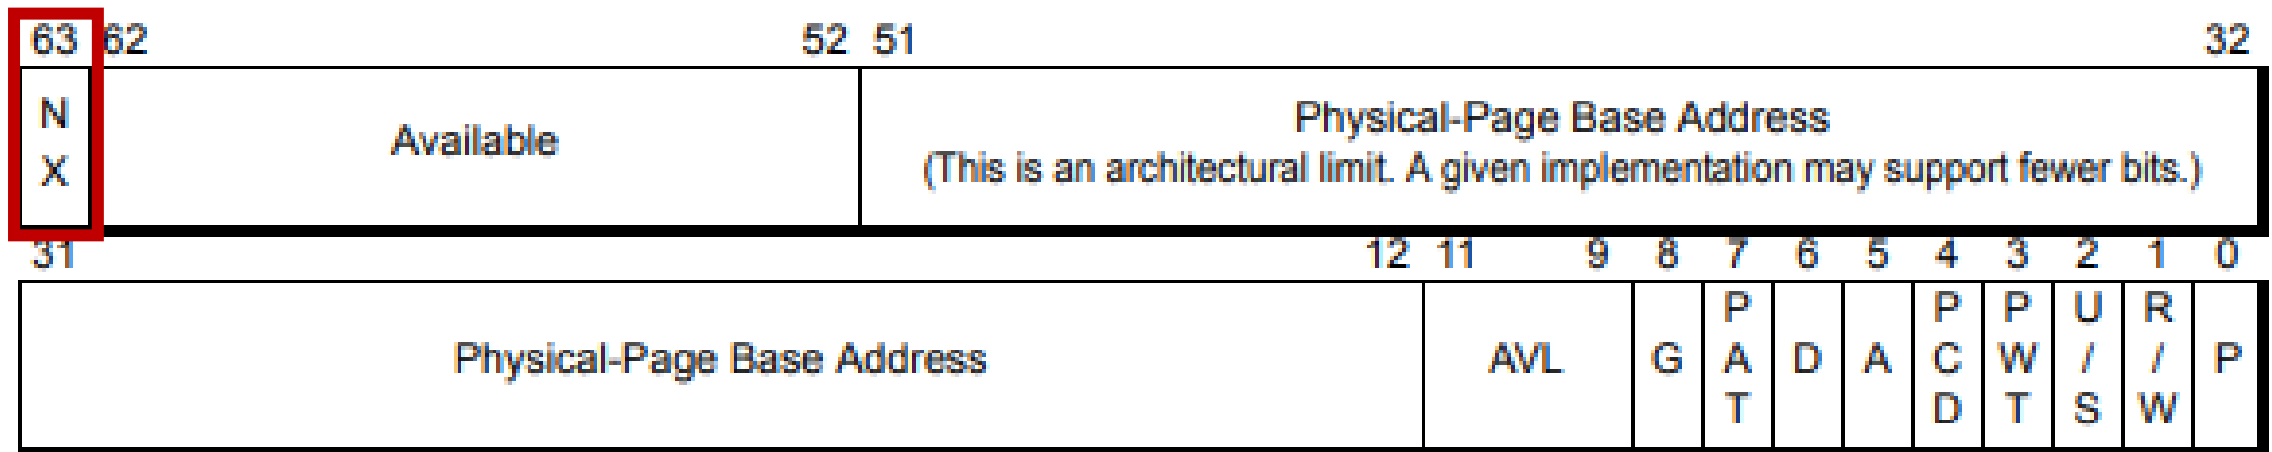 63 62 52 51 32
N
X
Available
Physical-Page Base Address
(This is an architectural limit. A given implementation may support fewer bits.)
31 12 11 9 8 7 6 5 4 3 2 1 0
Physical-Page Base Address
AVL
G
P
A
T
D
A
P
C
D
P
W
T
U
/
S
R
/
W
P